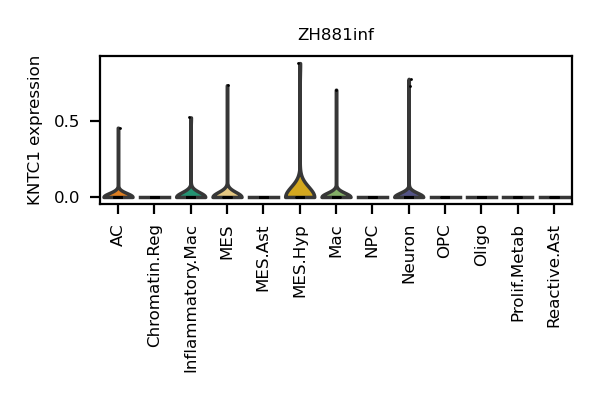 ZH881inf
KNTC1 expression
0.5
0.0
AC
Chromatin.Reg
Inflammatory.Mac
MES
MES.Ast
MES.Hyp
Mac
NPC
Neuron
OPC
Oligo
Prolif.Metab
Reactive.Ast